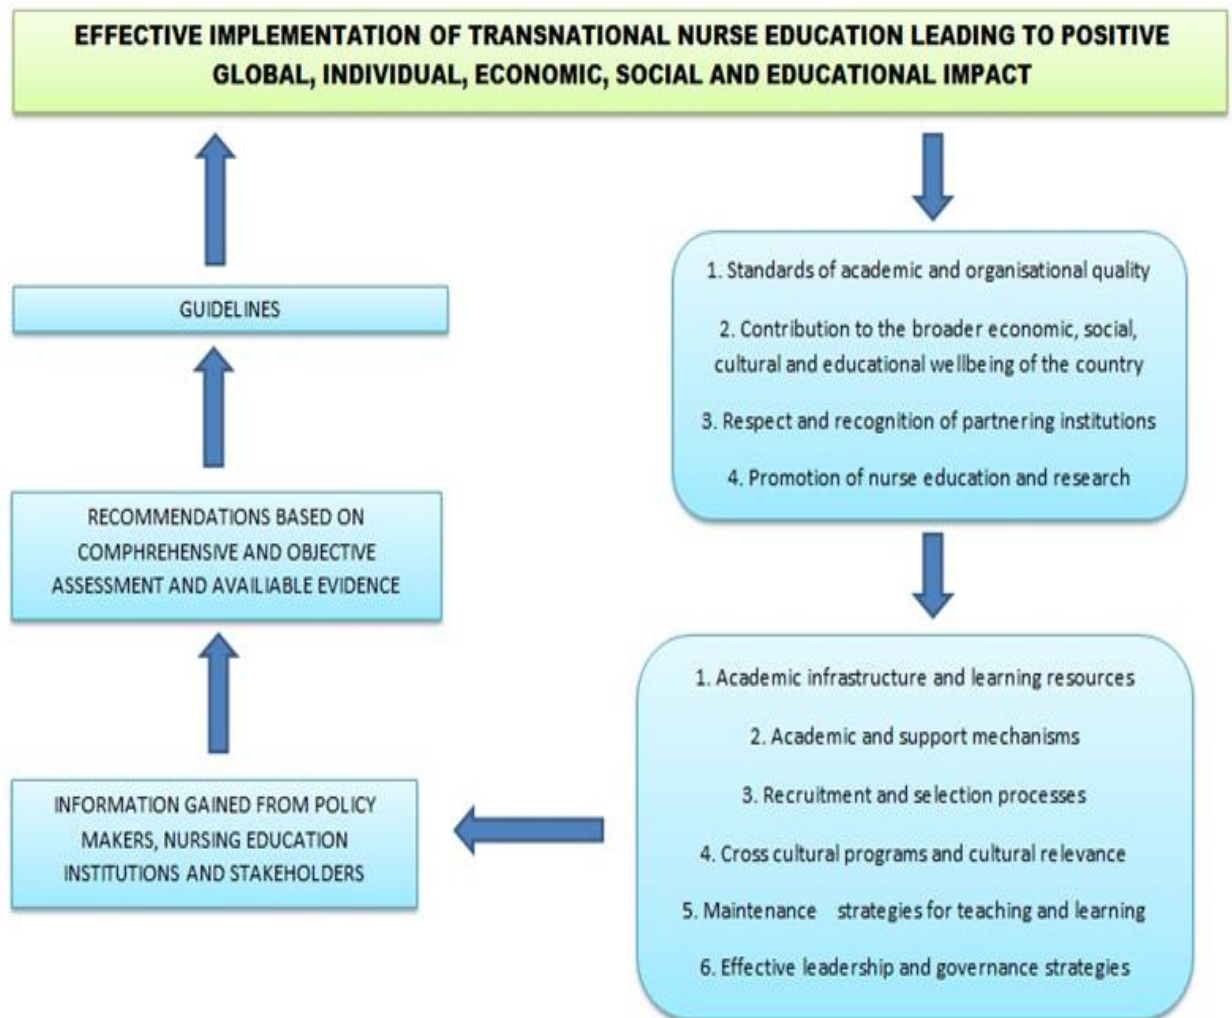 EFFECTIVE IMPLEMENTATION OF TRANSNATIONAL NURSE EDUCATION LEADING TO POSITIVE
GLOBAL, INDIVIDUAL, ECONOMIC, SOCIAL AND EDUCATIONAL IMPACT
1. Standards of academic and organisational quality
2. Contribution to the broader economic, social,
cultural and educational wellbeing of the country
3. Respect and recognition of partnering institutions
4. Promotion of nurse education and research
1. Academic infrastructure and learning resources
2. Academic and support mechanisms
3. Recruitment and selection processes
4. Cross cultural programs and cultural relevance
5. Maintenance strategies for teaching and learning
6. Effective leadership and governance strategies
INFORMATION GAINED FROM POLICY
MAKERS, NURSING EDUCATION
INSTITUTIONS AND STAKEHOLDERS
RECOMMENDATIONS BASED ON
COMPHREHENSIVE AND OBJECTIVE
ASSESSMENT AND AVAILIABLE EVIDENCE
GUIDELINES